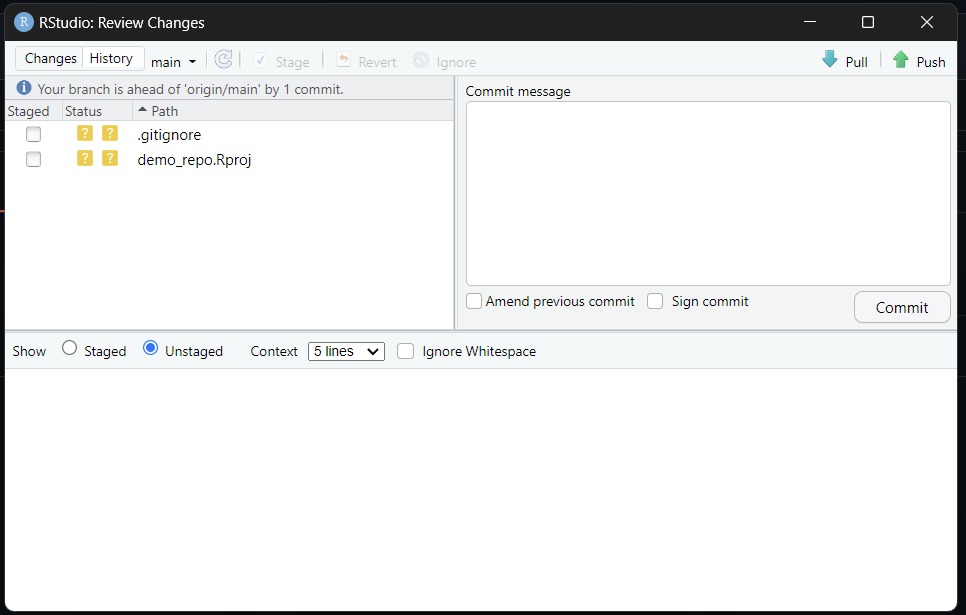 R RStudio: Review Changes
Changes History main Stage Revert Ignore Pull Push
Your branch is ahead of 'origin/main' by 1 commit.
Staged Status Path
? ? .gitignore
? ? demo_repo.Rproj
Commit message
Amend previous commit Sign commit Commit
Show Staged Unstaged Context 5 lines Ignore Whitespace